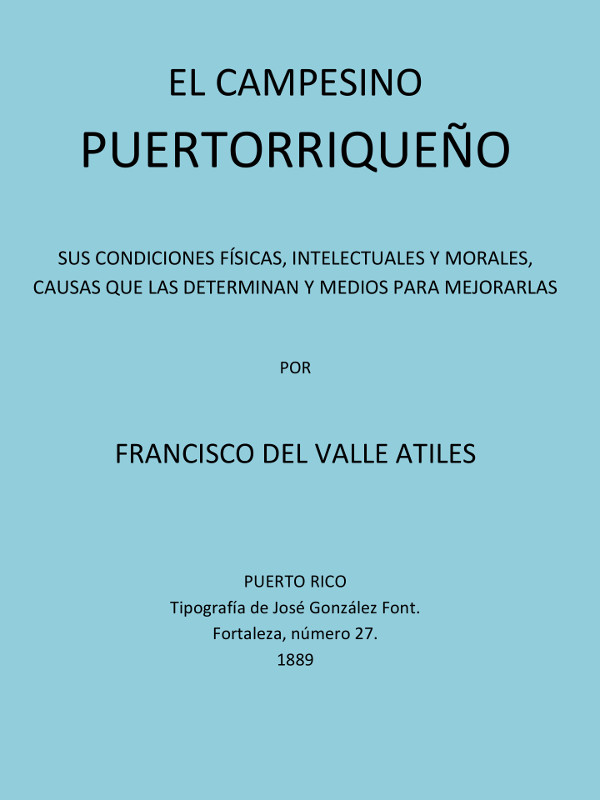 EL CAMPESINO
PUERTORRIQUEÑO
SUS CONDICIONES FÍSICAS, INTELECTUALES Y MORALES,
CAUSAS QUE LAS DETERMINAN Y MEDIOS PARA MEJORARLAS
POR
FRANCISCO DEL VALLE ATILES
PUERTO RICO
Tipografía de José González Font.
Fortaleza, número 27.
1889